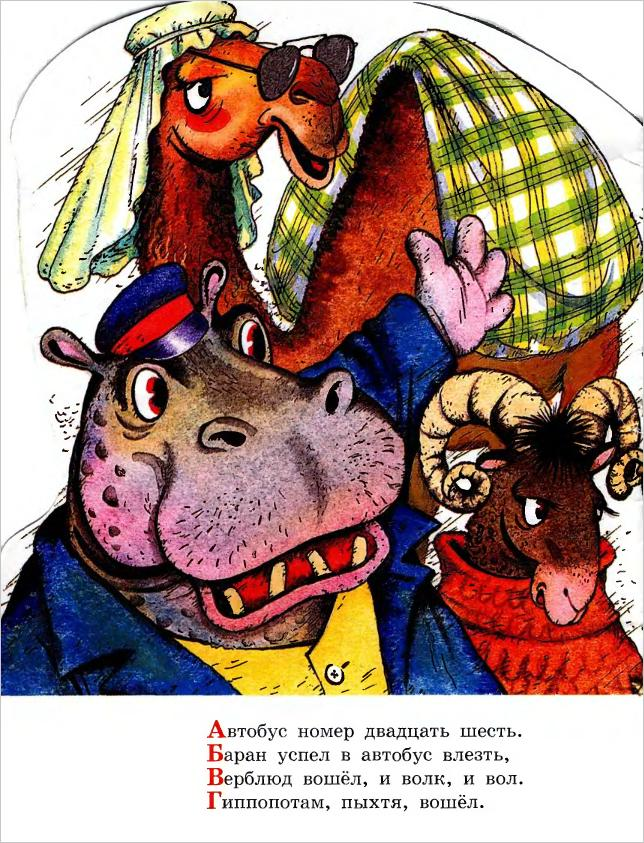 Автобус номер двадцать шесть.
Баран успел в автобус влезть,
Верблюд вошёл, и волк, и вол.
Гиппопотам, пыхтя, вошёл.